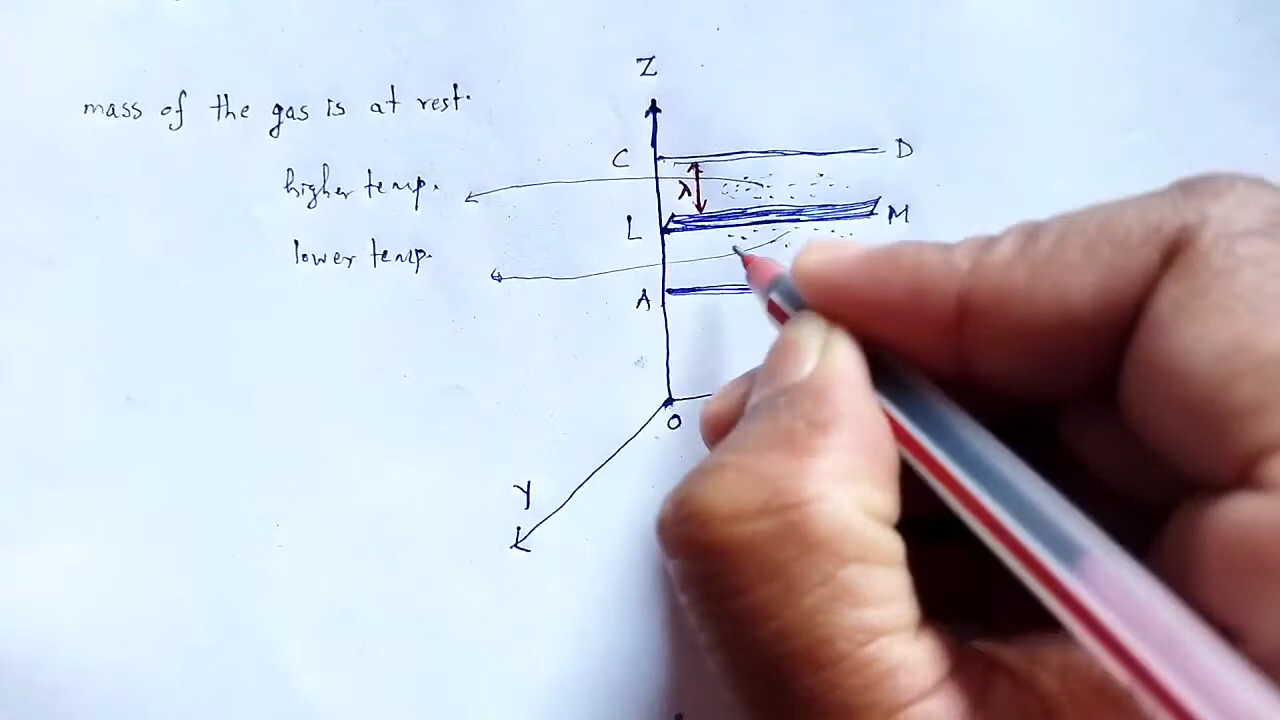 Z
mass of the gas is at rest.
C D
higher temp. λ
L M
lower temp.
A
O
Y